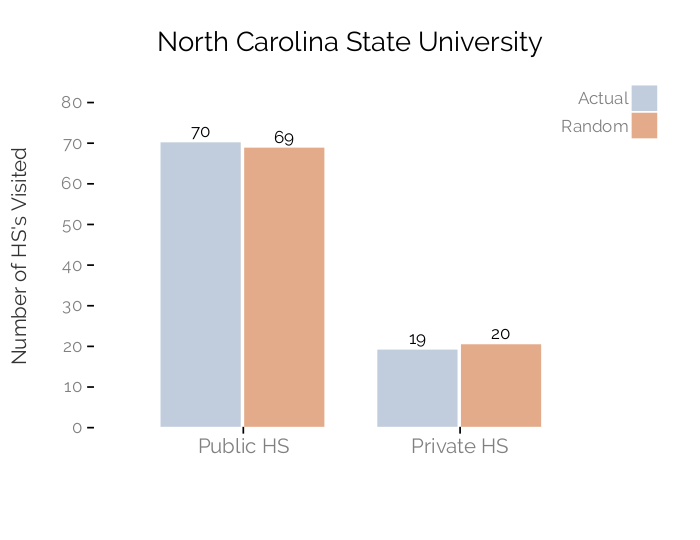 North Carolina State University
Actual
Random
Number of HS's Visited
80
70
60
50
40
30
20
10
0
70
69
19
20
Public HS
Private HS